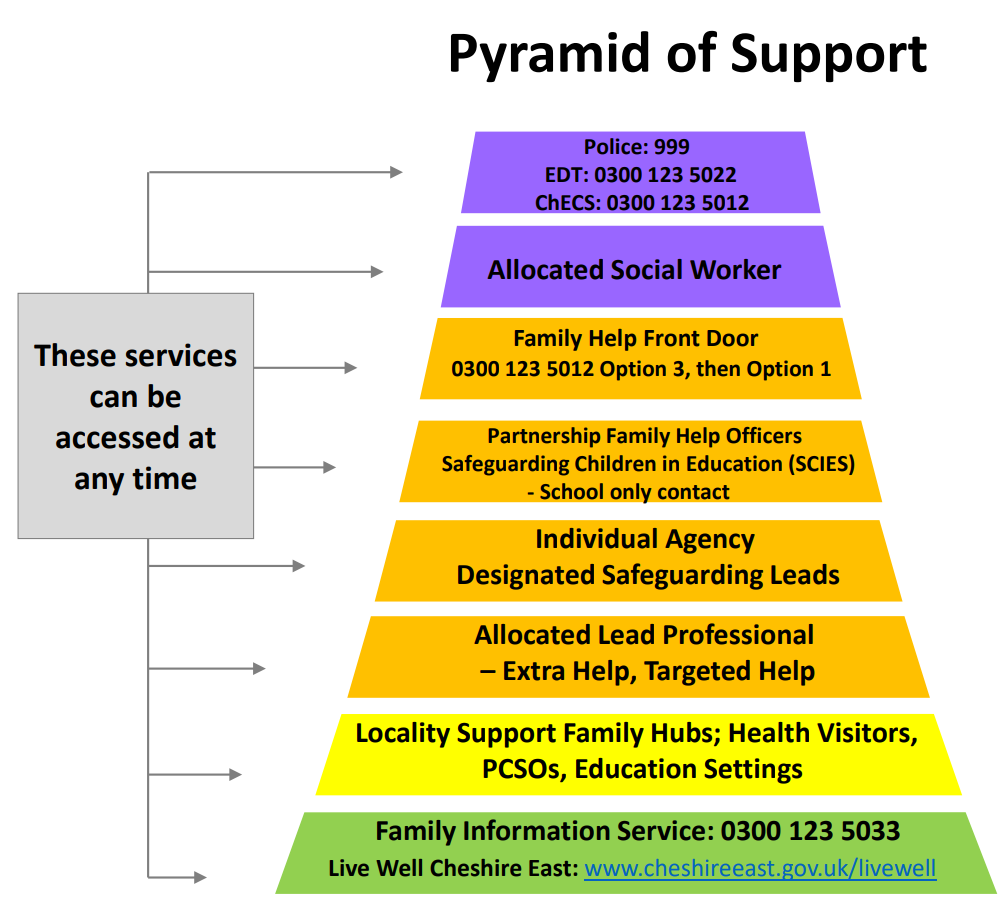 Pyramid of Support
Police: 999
EDT: 0300 123 5022
ChECS: 0300 123 5012
Allocated Social Worker
These services
can be
accessed at
any time
Family Help Front Door
0300 123 5012 Option 3, then Option 1
Partnership Family Help Officers
Safeguarding Children in Education (SCIES)
- School only contact
Individual Agency
Designated Safeguarding Leads
Allocated Lead Professional
– Extra Help, Targeted Help
Locality Support Family Hubs; Health Visitors,
PCSOs, Education Settings
Family Information Service: 0300 123 5033
Live Well Cheshire East: www.cheshireeast.gov.uk/livewell